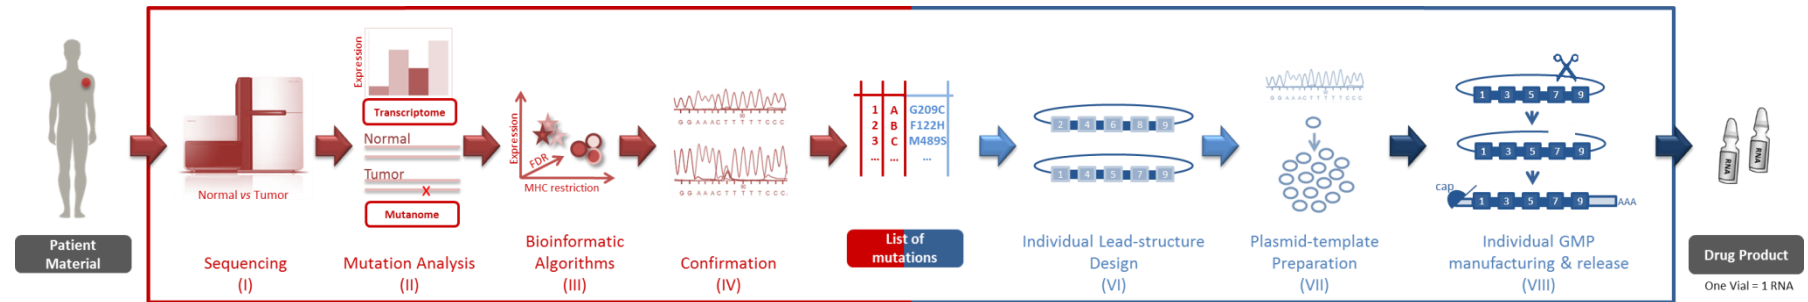 Patient
Material
Normal vs Tumor
Sequencing
(I)
Expression
Transcriptome
Normal
Tumor
X
Mutanome
Mutation Analysis
(II)
Expression
FDR
MHC restriction
Bioinformatic
Algorithms
(III)
G G A A A C T T T T T C C C
G G A A A C T T T T T C C C
Confirmation
(IV)
1 A G209C
2 B F122H
3 C M489S
... ... ...
List of
mutations
2 4 6 8 9
1 4 5 7 9
Individual Lead-structure
Design
(VI)
G G A A A C T T T T T C C C
Plasmid-template
Preparation
(VII)
1 3 5 7 9
1 3 5 7 9
cap
1 3 5 7 9
AAA
Individual GMP
manufacturing & release
(VIII)
RNA
RNA
Drug Product
One Vial = 1 RNA